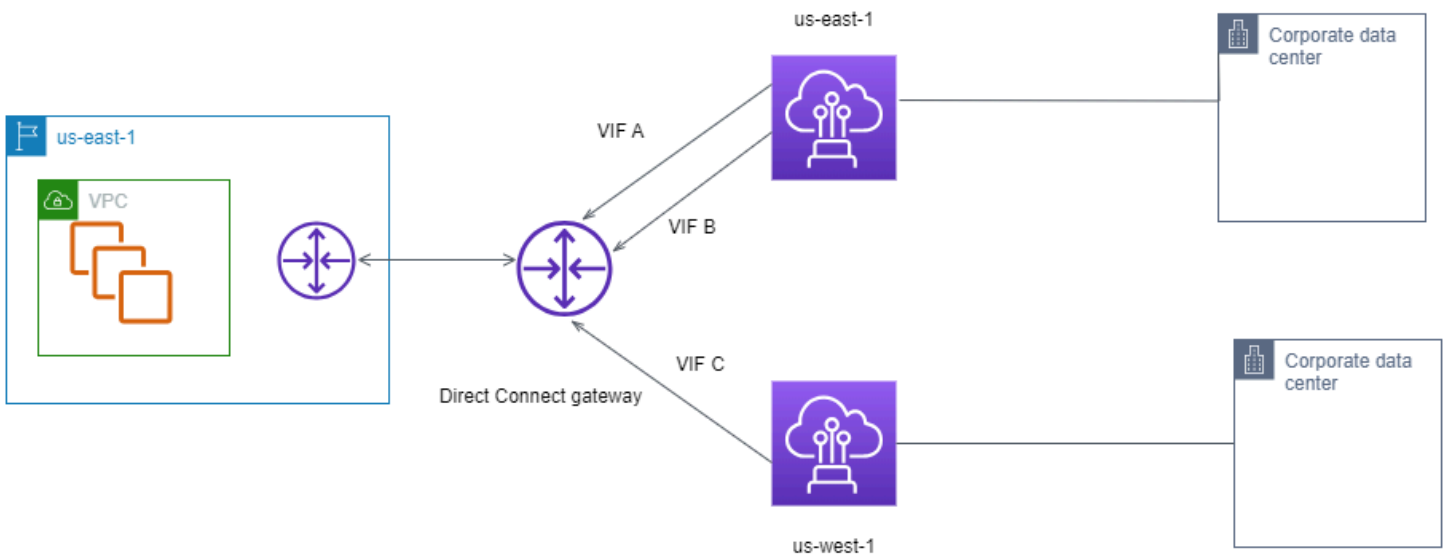 us-east-1
Corporate data
center
VIF A
us-east-1
VPC
VIF B
VIF C
Corporate data
center
Direct Connect gateway
us-west-1